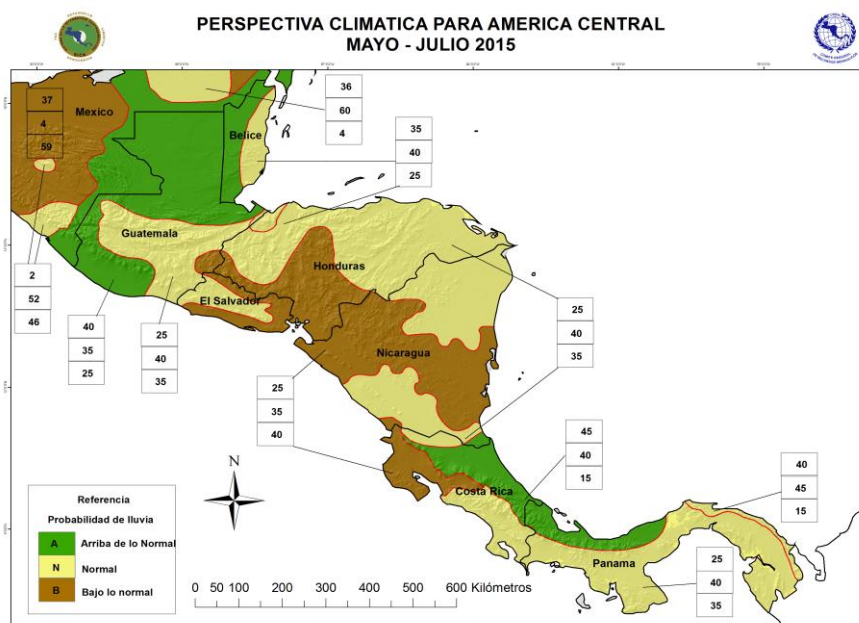 PERSPECTIVA CLIMATICA PARA AMERICA CENTRAL
MAYO - JULIO 2015
37
4
59
Mexico
36
60
4
Belice
35
40
25
Guatemala
Honduras
El Salvador
2
52
46
40
35
25
25
40
35
25
40
35
Nicaragua
25
35
40
45
40
15
Costa Rica
40
45
15
Panama
25
40
35
N
Referencia
Probabilidad de lluvia
A Arriba de lo Normal
N Normal
B Bajo lo normal
0 50 100 200 300 400 500 600 Kilómetros